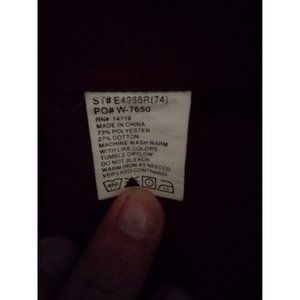 ST# E4986R(74)
PO# W-7650
RN# 14119
MADE IN CHINA
73% POLYESTER
27% COTTON
MACHINE WASH WARM
WITH LIKE COLORS
TUMBLE DRY LOW
DO NOT BLEACH
WARM IRON AS NEEDED
VER LADO CONTRARIO